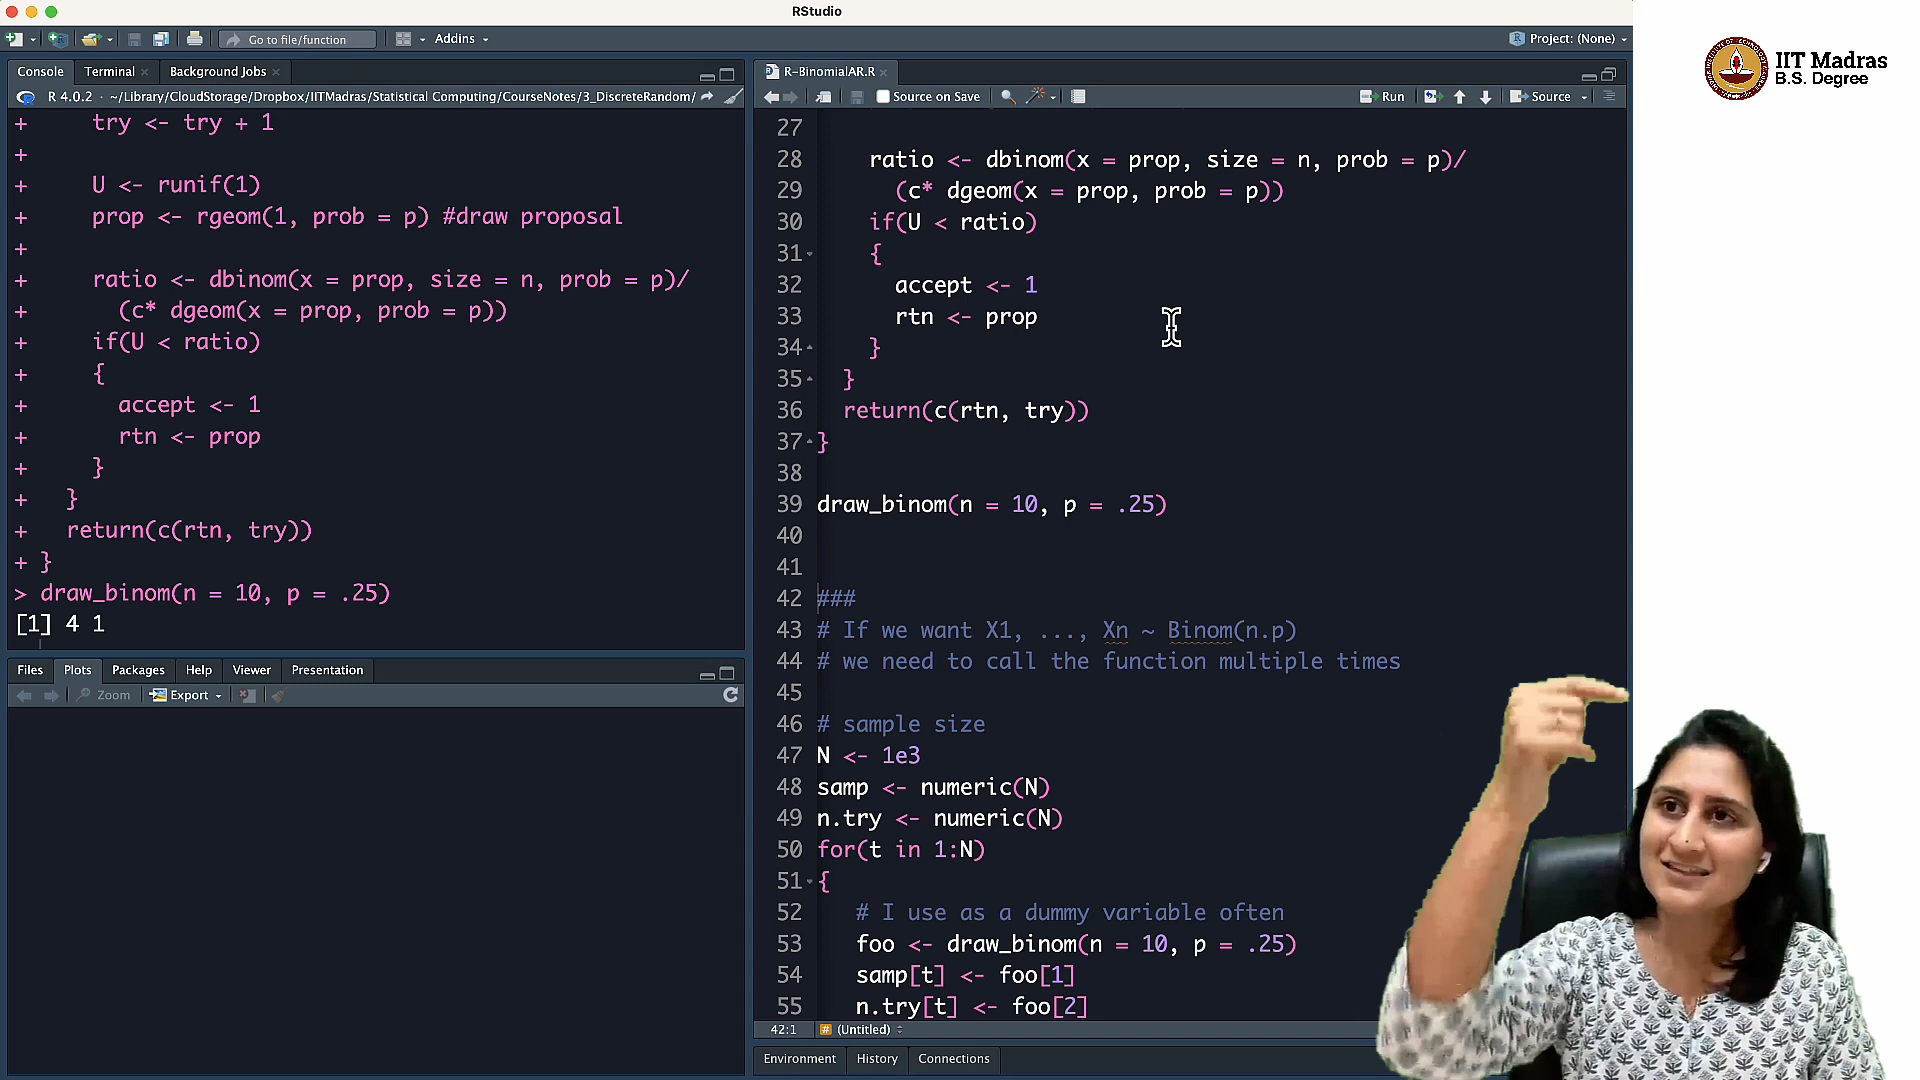 RStudio
Go to file/function
Addins
Project: (None)
Console
Terminal
Background Jobs
R 4.0.2 · ~/Library/CloudStorage/Dropbox/IITMadras/Statistical Computing/CourseNotes/3_DiscreteRandom/
+ try <- try + 1
+
+ U <- runif(1)
+ prop <- rgeom(1, prob = p) #draw proposal
+
+ ratio <- dbinom(x = prop, size = n, prob = p)/
+ (c* dgeom(x = prop, prob = p))
+ if(U < ratio)
+ {
+ accept <- 1
+ rtn <- prop
+ }
+ }
+ return(c(rtn, try))
+ }
> draw_binom(n = 10, p = .25)
[1] 4 1
Files
Plots
Packages
Help
Viewer
Presentation
Zoom
Export
R-BinomialAR.R
Source on Save
Run
Source
27
28 ratio <- dbinom(x = prop, size = n, prob = p)/
29 (c* dgeom(x = prop, prob = p))
30 if(U < ratio)
31 {
32 accept <- 1
33 rtn <- prop
34 }
35 }
36 return(c(rtn, try))
37 }
38
39 draw_binom(n = 10, p = .25)
40
41
42 ###
43 # If we want X1, ..., Xn ~ Binom(n.p)
44 # we need to call the function multiple times
45
46 # sample size
47 N <- 1e3
48 samp <- numeric(N)
49 n.try <- numeric(N)
50 for(t in 1:N)
51 {
52 # I use as a dummy variable often
53 foo <- draw_binom(n = 10, p = .25)
54 samp[t] <- foo[1]
55 n.try[t] <- foo[2]
42:1
# (Untitled)
Environment
History
Connections
IIT Madras
B.S. Degree